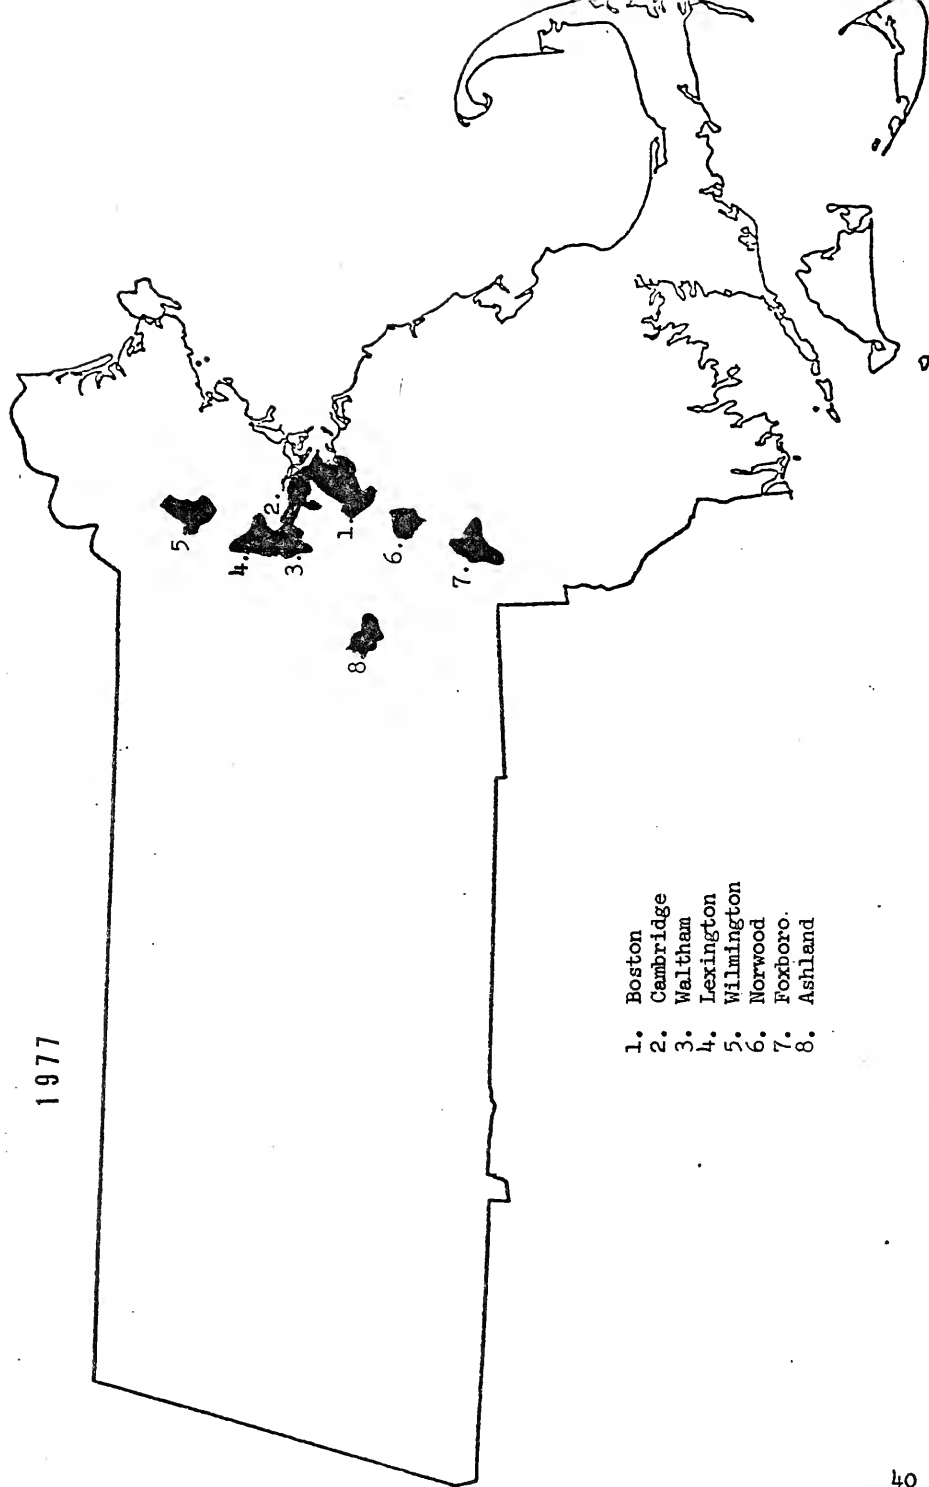 1977
5
4.
3.
2.
1.
6.
7.
8.
1. Boston
2. Cambridge
3. Waltham
4. Lexington
5. Wilmington
6. Norwood
7. Foxboro.
8. Ashland
40